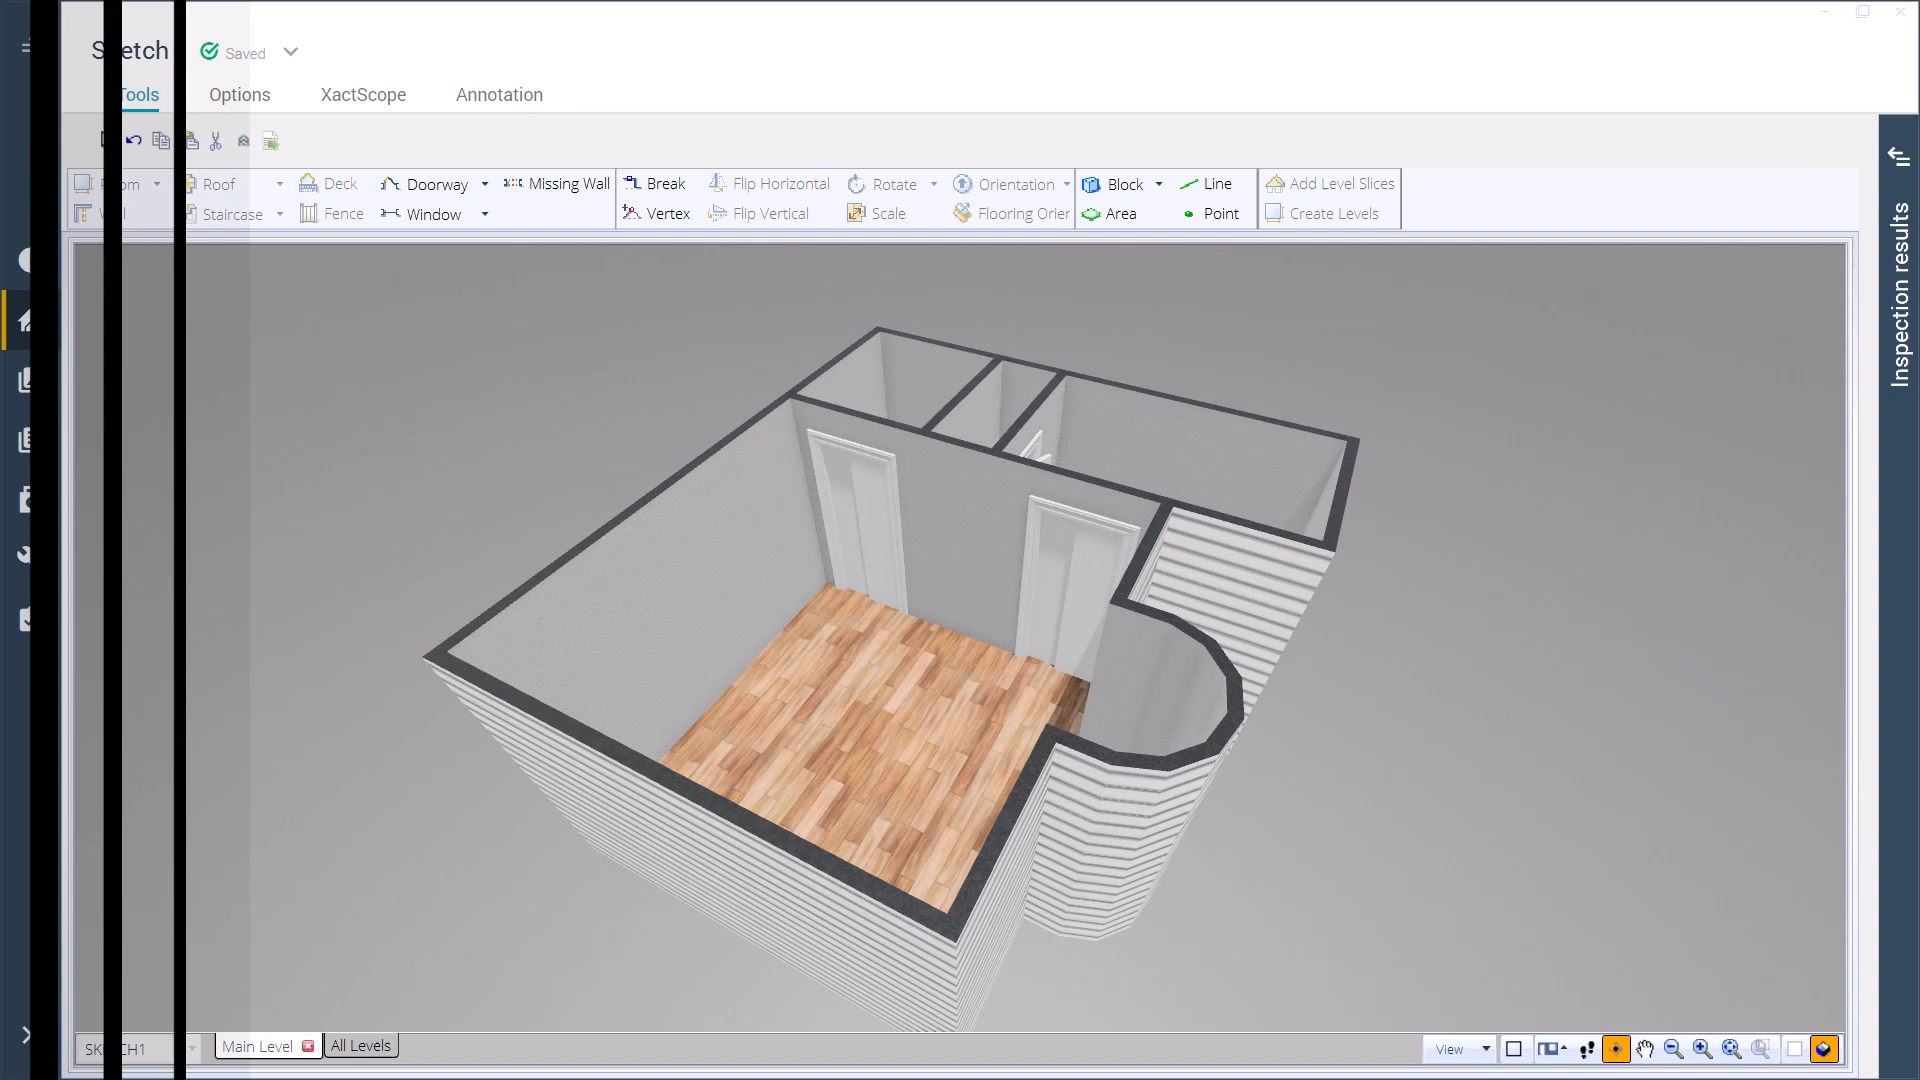 Sketch Saved
Tools Options XactScope Annotation
Roof Deck Doorway Missing Wall Break Flip Horizontal Rotate Orientation Block Line Add Level Slices
Staircase Fence Window Vertex Flip Vertical Scale Flooring Orier Area Point Create Levels
Inspection results
Main Level All Levels View